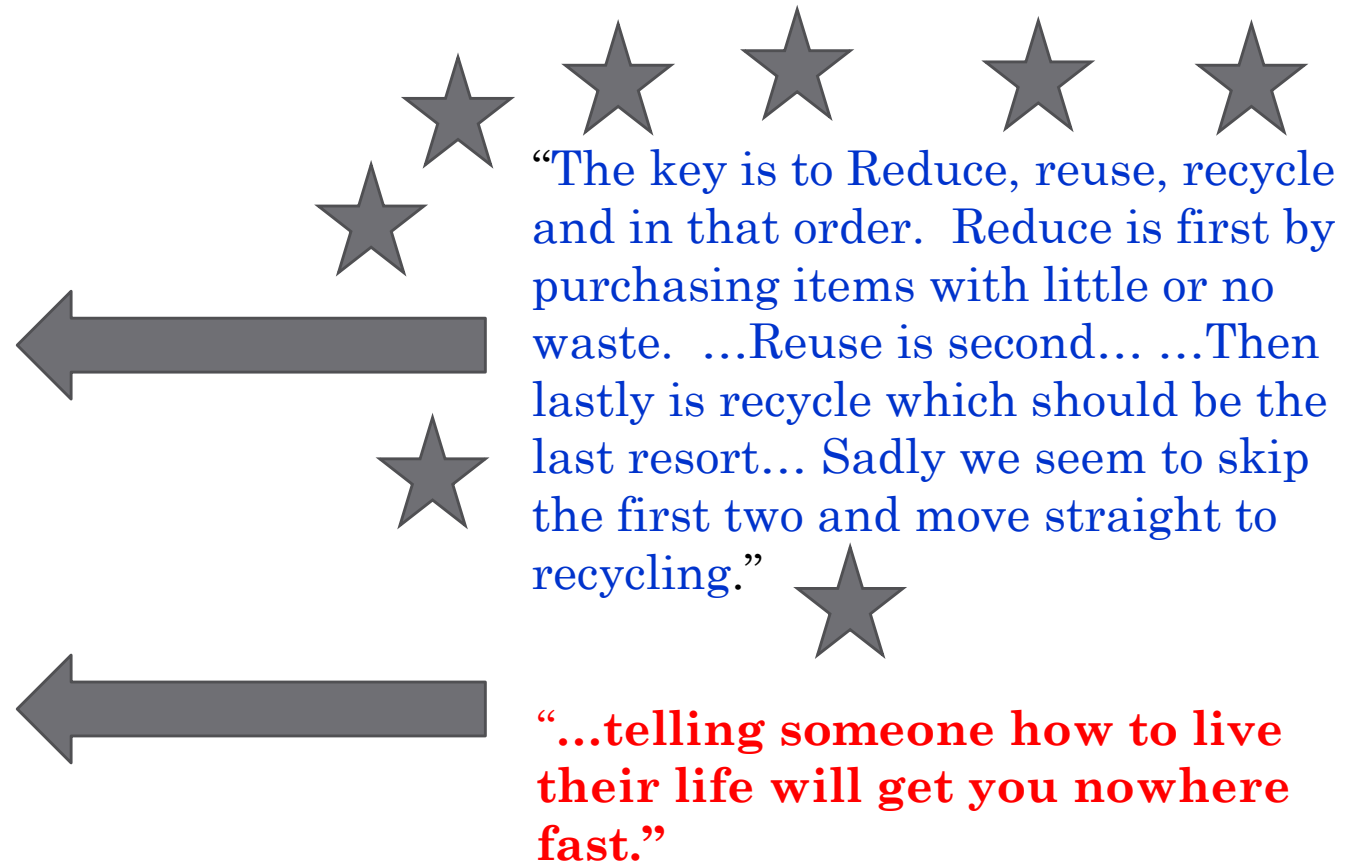 “The key is to Reduce, reuse, recycle
and in that order.  Reduce is first by
purchasing items with little or no
waste.  …Reuse is second… …Then
lastly is recycle which should be the
last resort… Sadly we seem to skip
the first two and move straight to
recycling.”
“…telling someone how to live
their life will get you nowhere
fast.”